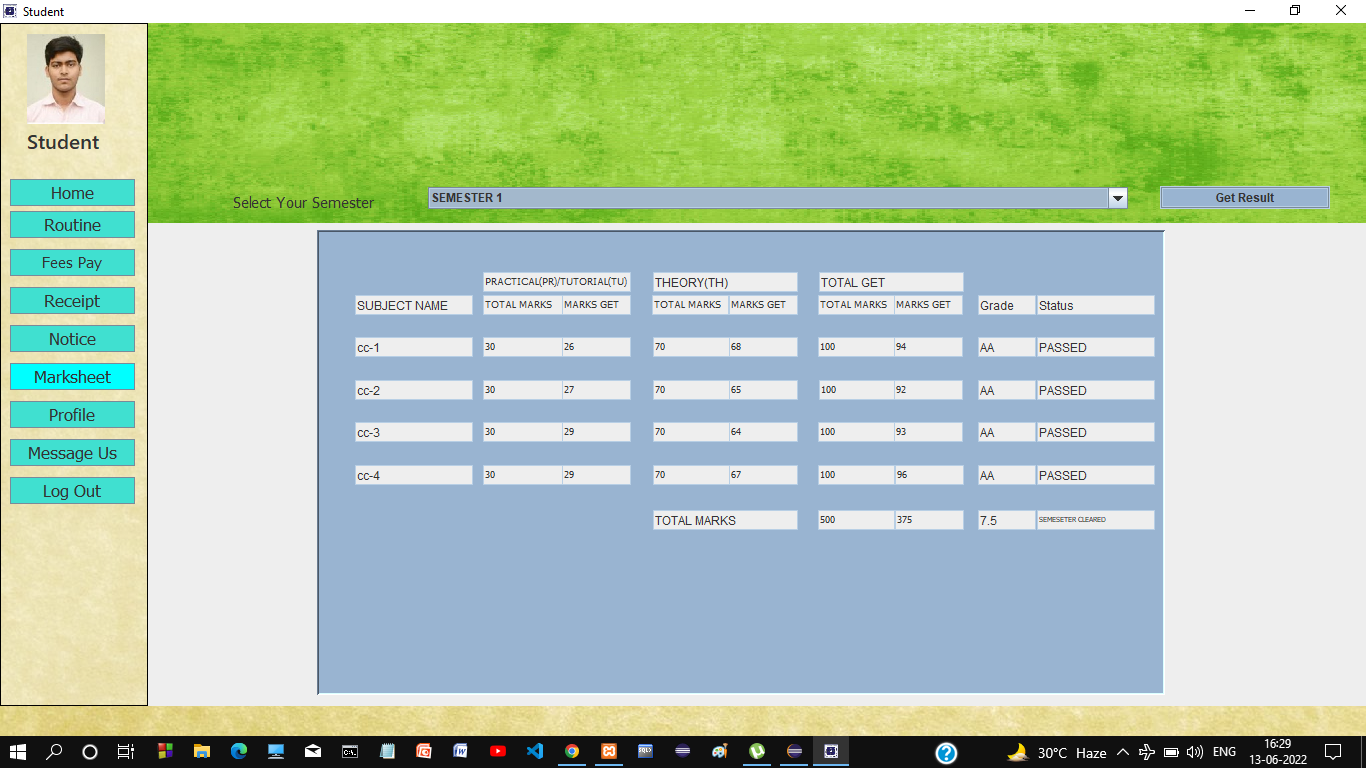 Student
Student
Home
Routine
Fees Pay
Receipt
Notice
Marksheet
Profile
Message Us
Log Out
Select Your Semester SEMESTER 1 Get Result
PRACTICAL(PR)/TUTORIAL(TU) THEORY(TH) TOTAL GET
SUBJECT NAME TOTAL MARKS MARKS GET TOTAL MARKS MARKS GET TOTAL MARKS MARKS GET Grade Status
cc-1 30 26 70 68 100 94 AA PASSED
cc-2 30 27 70 65 100 92 AA PASSED
cc-3 30 29 70 64 100 93 AA PASSED
cc-4 30 29 70 67 100 96 AA PASSED
TOTAL MARKS 500 375 7.5 SEMESETER CLEARED
30°C Haze ENG 16:29
13-06-2022